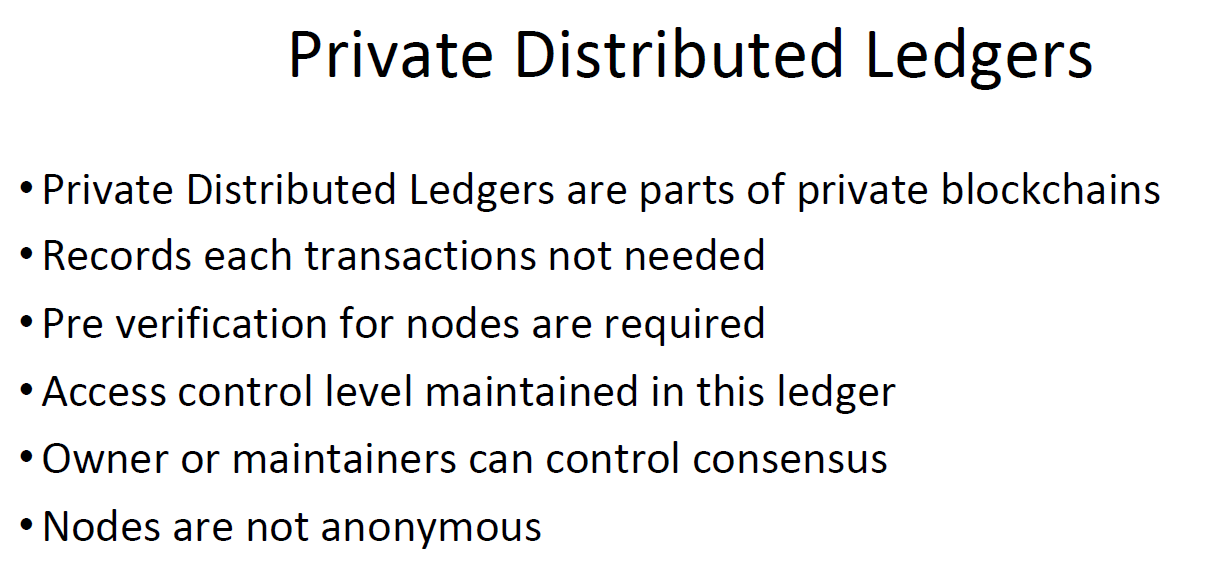 Private Distributed Ledgers
• Private Distributed Ledgers are parts of private blockchains
• Records each transactions not needed
• Pre verification for nodes are required
• Access control level maintained in this ledger
• Owner or maintainers can control consensus
• Nodes are not anonymous